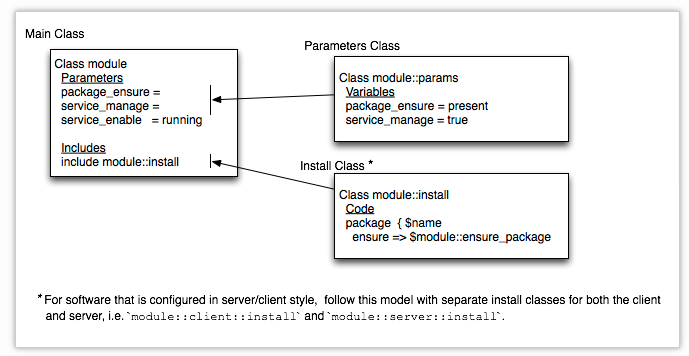 Main Class
Class module
Parameters
package_ensure =
service_manage =
service_enable = running
Includes
include module::install
Parameters Class
Class module::params
Variables
package_ensure = present
service_manage = true
Install Class *
Class module::install
Code
package { $name
ensure => $module::ensure_package
* For software that is configured in server/client style, follow this model with separate install classes for both the client
and server, i.e. `module::client::install` and `module::server::install`.